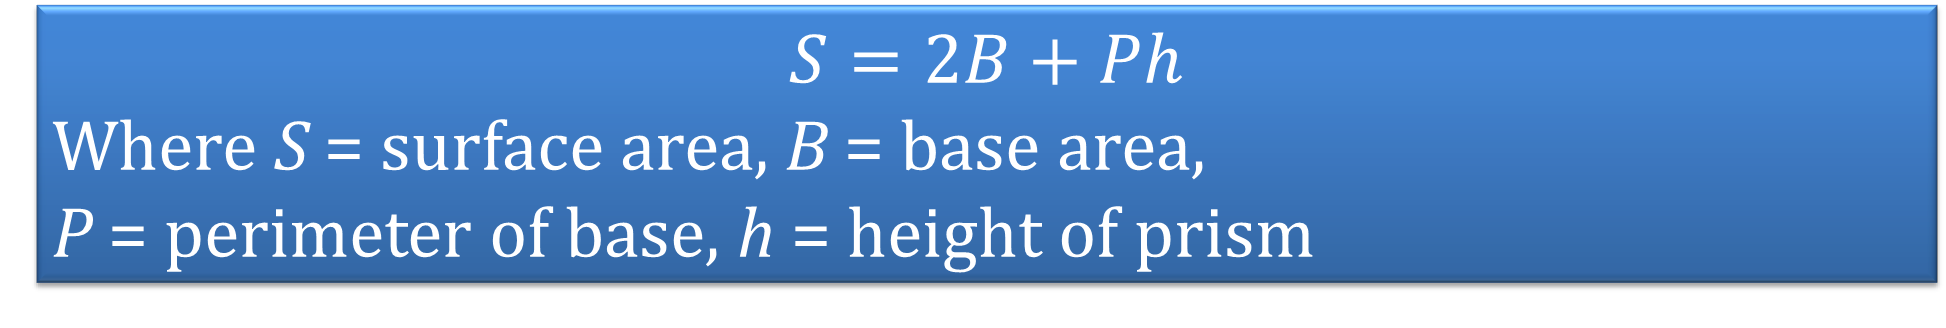 S = 2B + Ph
Where S = surface area, B = base area,
P = perimeter of base, h = height of prism